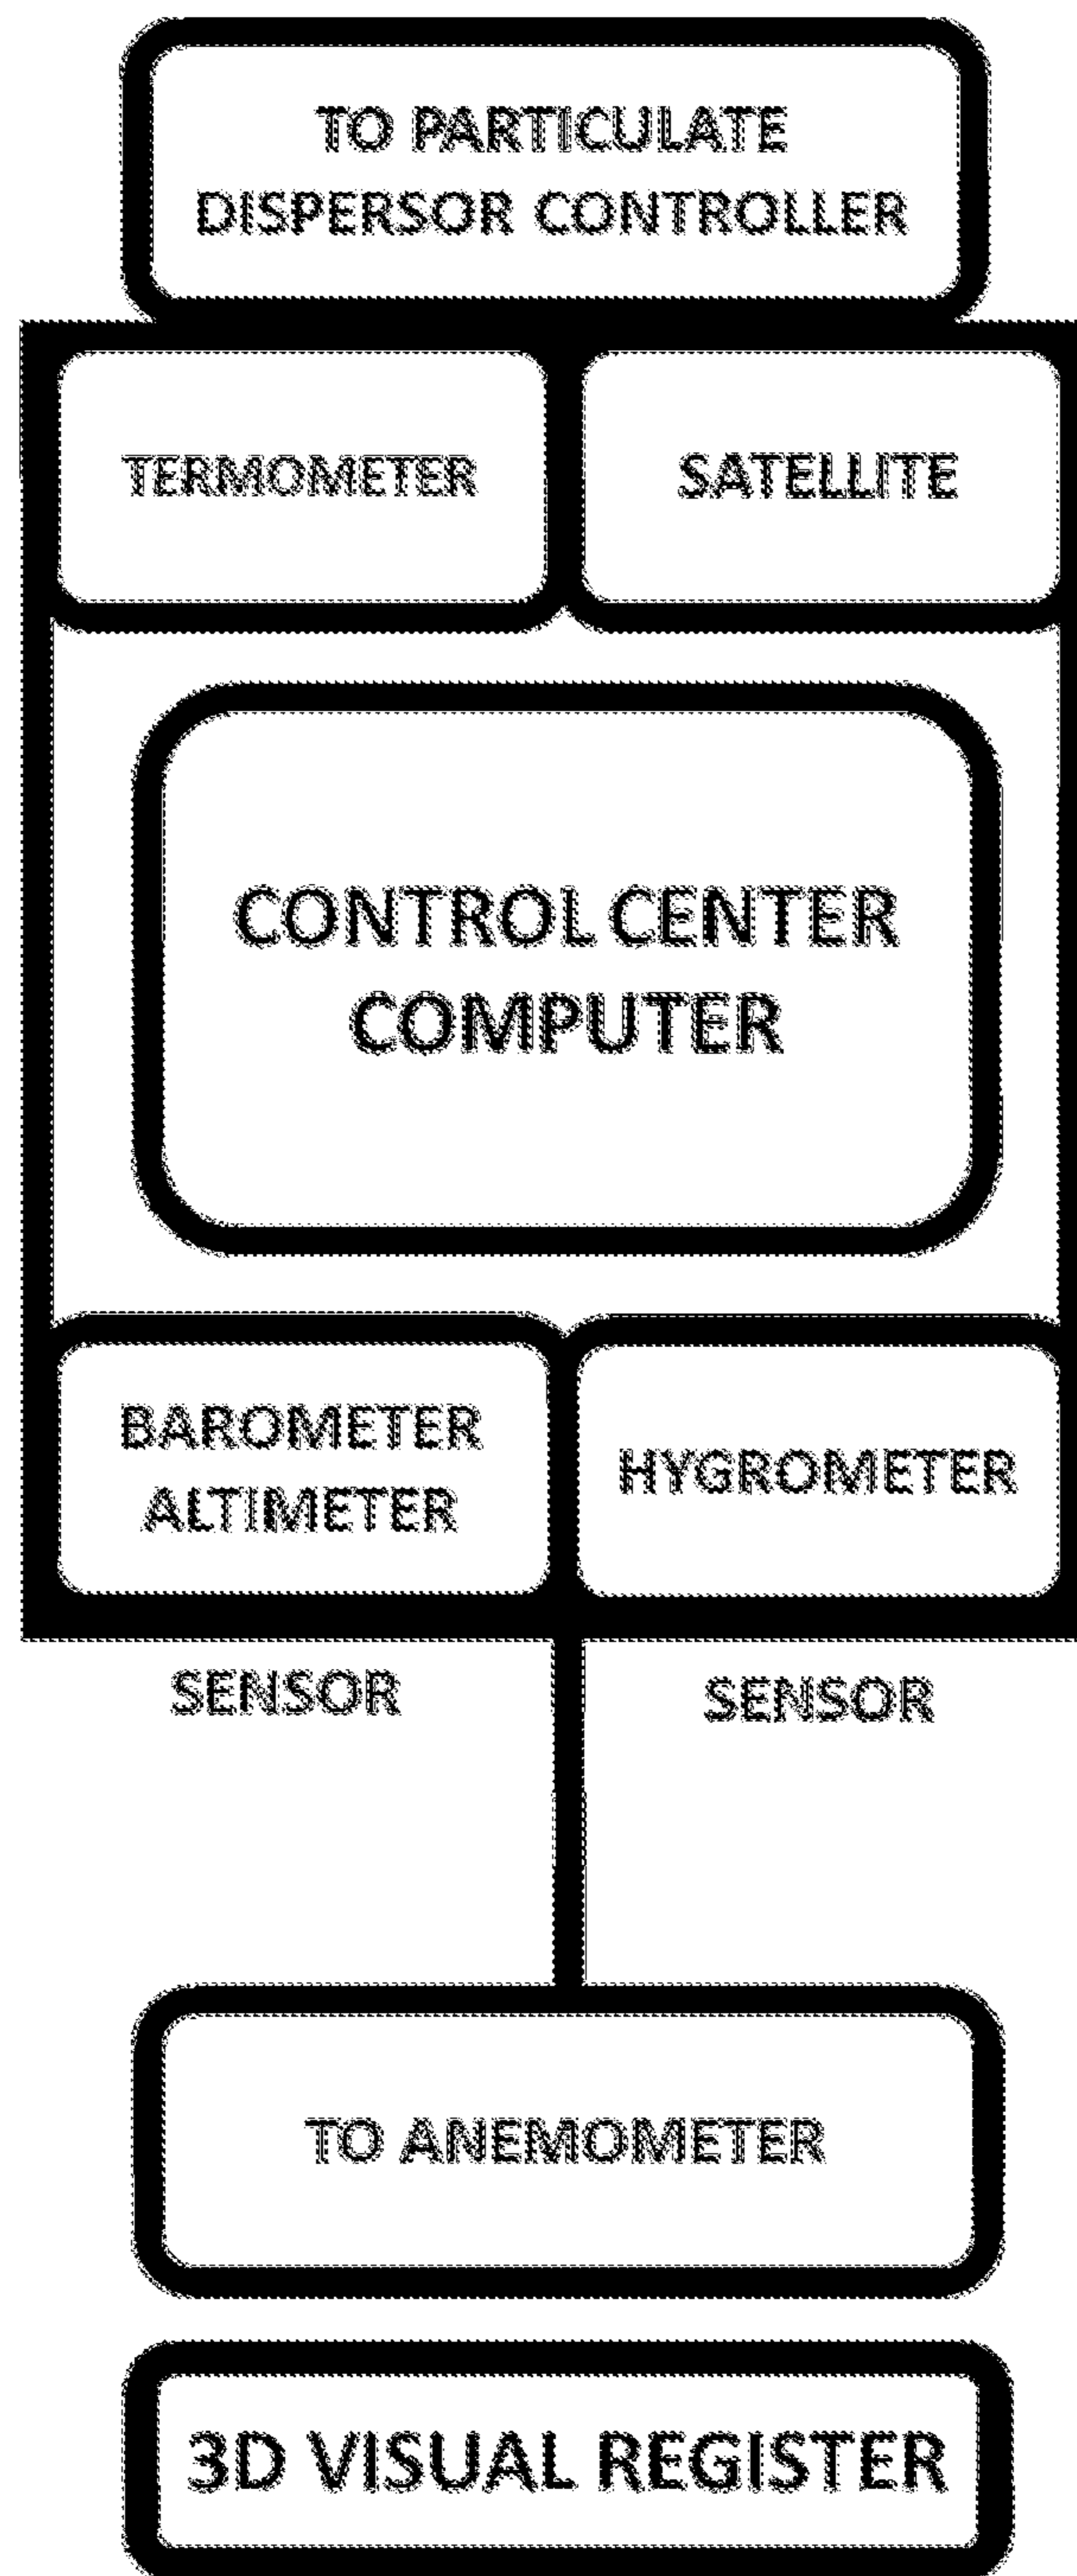 TO PARTICULATE
DISPERSOR CONTROLLER
TERMOMETER
SATELLITE
CONTROL CENTER
COMPUTER
BAROMETER
ALTIMETER
HYGROMETER
SENSOR
SENSOR
TO ANEMOMETER
3D VISUAL REGISTER